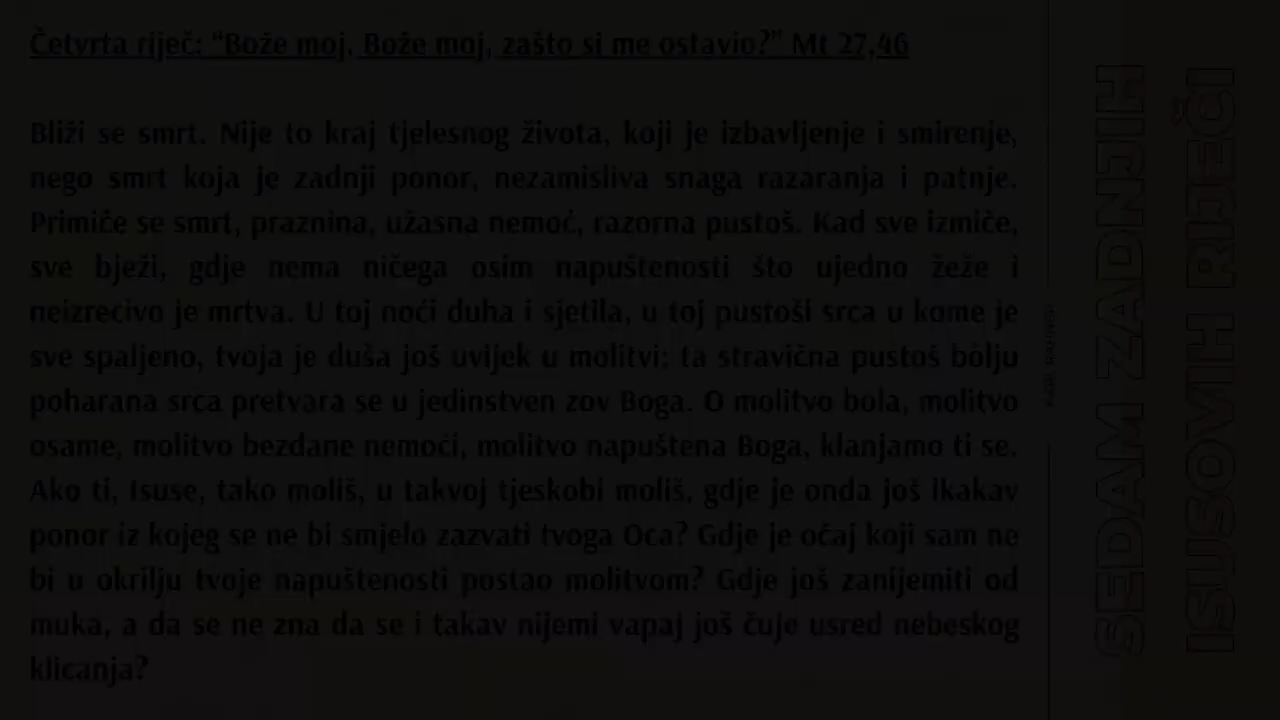 Četvrta riječ: “Bože moj, Bože moj, zašto si me ostavio?” Mt 27,46
Bliži se smrt. Nije to kraj tjelesnog života, koji je izbavljenje i smirenje,
nego smrt koja je zadnji ponor, nezamisliva snaga razaranja i patnje.
Primiče se smrt, praznina, užasna nemoć, razorna pustoš. Kad sve izmiče,
sve bježi, gdje nema ničega osim napuštenosti što ujedno žeže i
neizrecivo je mrtva. U toj noći duha i sjetila, u toj pustoši srca u kome je
sve spaljeno, tvoja je duša još uvijek u molitvi; ta stravična pustoš bòlju
poharana srca pretvara se u jedinstven zov Boga. O molitvo bola, molitvo
osame, molitvo bezdane nemoći, molitvo napuštena Boga, klanjamo ti se.
Ako ti, Isuse, tako moliš, u takvoj tjeskobi moliš, gdje je onda još ikakav
ponor iz kojeg se ne bi smjelo zazvati tvoga Oca? Gdje je očaj koji sam ne
bi u okrilju tvoje napuštenosti postao molitvom? Gdje još zanijemiti od
muka, a da se ne zna da se i takav nijemi vapaj još čuje usred nebeskog
klicanja?
SEDAM ZADNJIH
ISUSOVIH RIJEČI